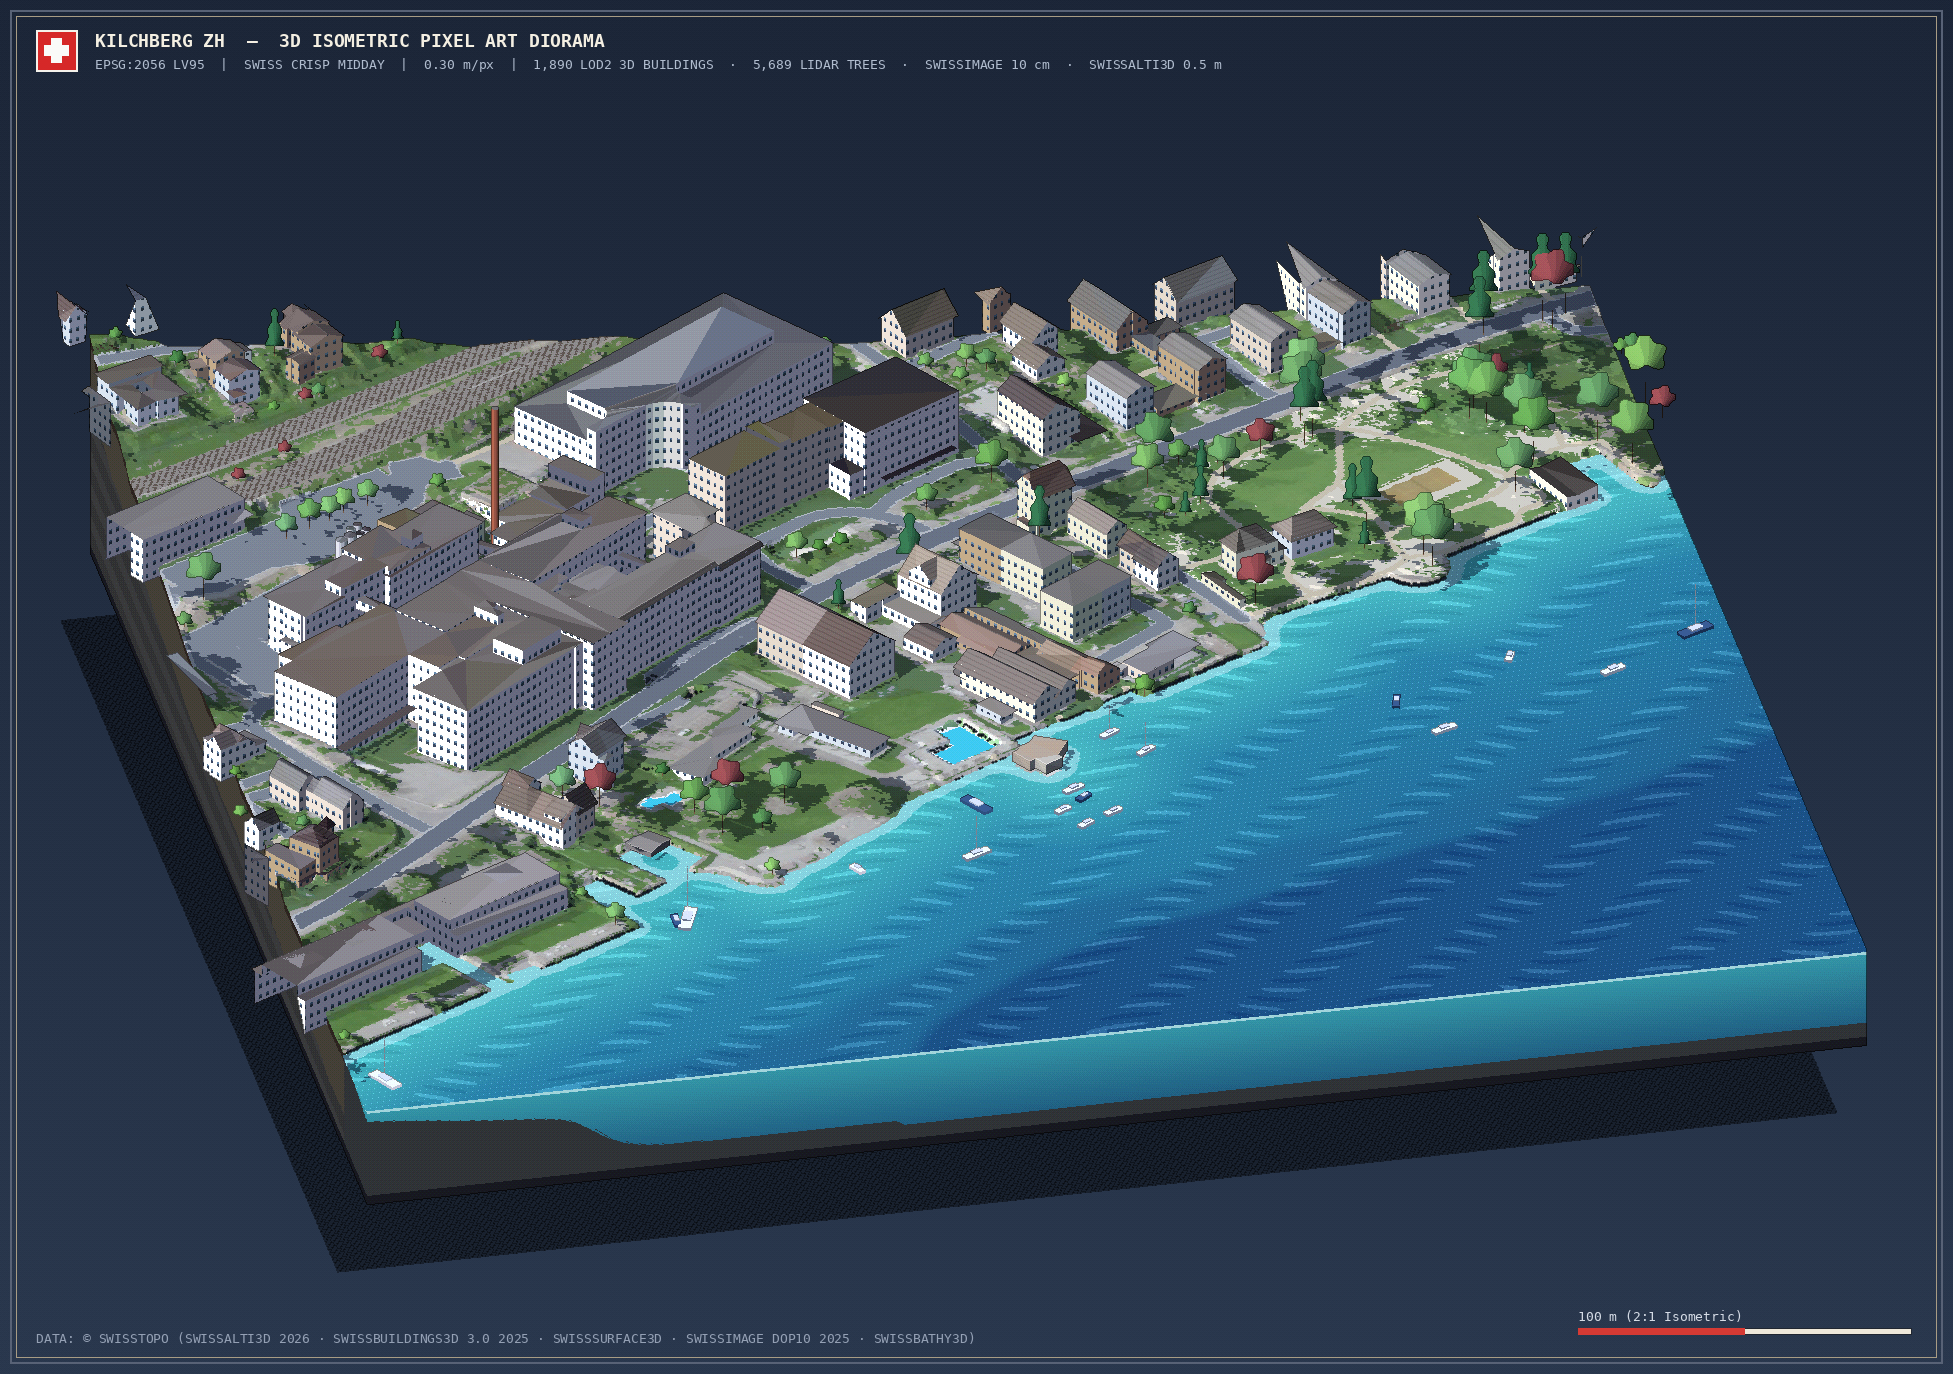 KILCHBERG ZH — 3D ISOMETRIC PIXEL ART DIORAMA
EPSG:2056 LV95 | SWISS CRISP MIDDAY | 0.30 m/px | 1,890 LOD2 3D BUILDINGS · 5,689 LIDAR TREES · SWISSIMAGE 10 cm · SWISSALTI3D 0.5 m
100 m (2:1 Isometric)
DATA: © SWISSTOPO (SWISSALTI3D 2026 · SWISSBUILDINGS3D 3.0 2025 · SWISSSURFACE3D · SWISSIMAGE DOP10 2025 · SWISSBATHY3D)